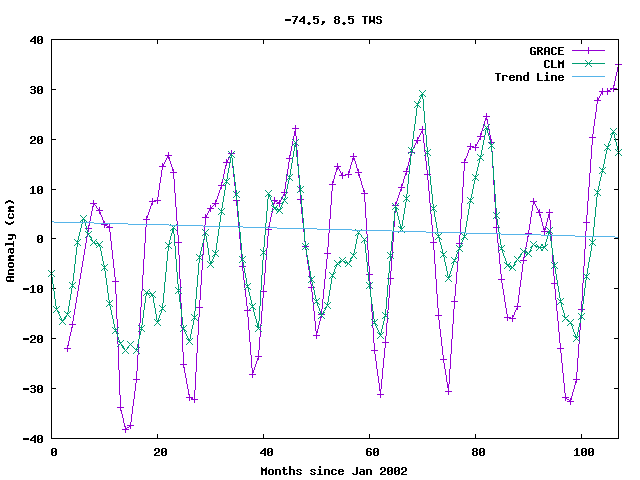 -74.5, 8.5 TWS
GRACE
CLM
Trend Line
40
30
20
10
0
-10
-20
-30
-40
Anomaly (cm)
0 20 40 60 80 100
Months since Jan 2002